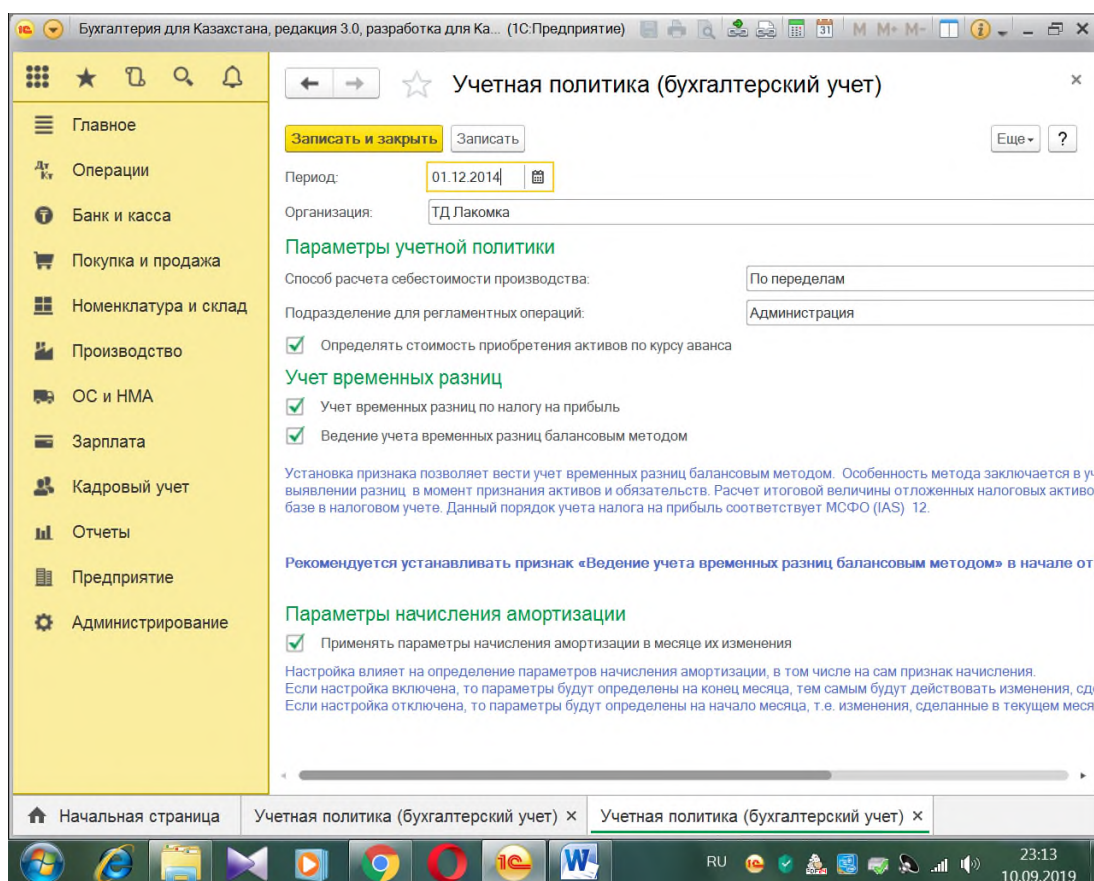 Бухгалтерия для Казахстана, редакция 3.0, разработка для Ка... (1С:Предприятие)
M M+ M-
31
Учетная политика (бухгалтерский учет)
Главное
Записать и закрыть Записать Еще ?
Операции
Период: 01.12.2014
Банк и касса
Организация: ТД Лакомка
Покупка и продажа
Параметры учетной политики
Способ расчета себестоимости производства: По переделам
Номенклатура и склад
Подразделение для регламентных операций: Администрация
Производство
Определять стоимость приобретения активов по курсу аванса
Учет временных разниц
ОС и НМА
Учет временных разниц по налогу на прибыль
Зарплата
Ведение учета временных разниц балансовым методом
Кадровый учет
Установка признака позволяет вести учет временных разниц балансовым методом. Особенность метода заключается в уч
выявлении разниц в момент признания активов и обязательств. Расчет итоговой величины отложенных налоговых активо
базе в налоговом учете. Данный порядок учета налога на прибыль соответствует МСФО (IAS) 12.
Отчеты
Рекомендуется устанавливать признак «Ведение учета временных разниц балансовым методом» в начале от
Предприятие
Параметры начисления амортизации
Администрирование
Применять параметры начисления амортизации в месяце их изменения
Настройка влияет на определение параметров начисления амортизации, в том числе на сам признак начисления.
Если настройка включена, то параметры будут определены на конец месяца, тем самым будут действовать изменения, сд
Если настройка отключена, то параметры будут определены на начало месяца, т.е. изменения, сделанные в текущем меся
Начальная страница Учетная политика (бухгалтерский учет) × Учетная политика (бухгалтерский учет) ×
RU 23:13
10.09.2019